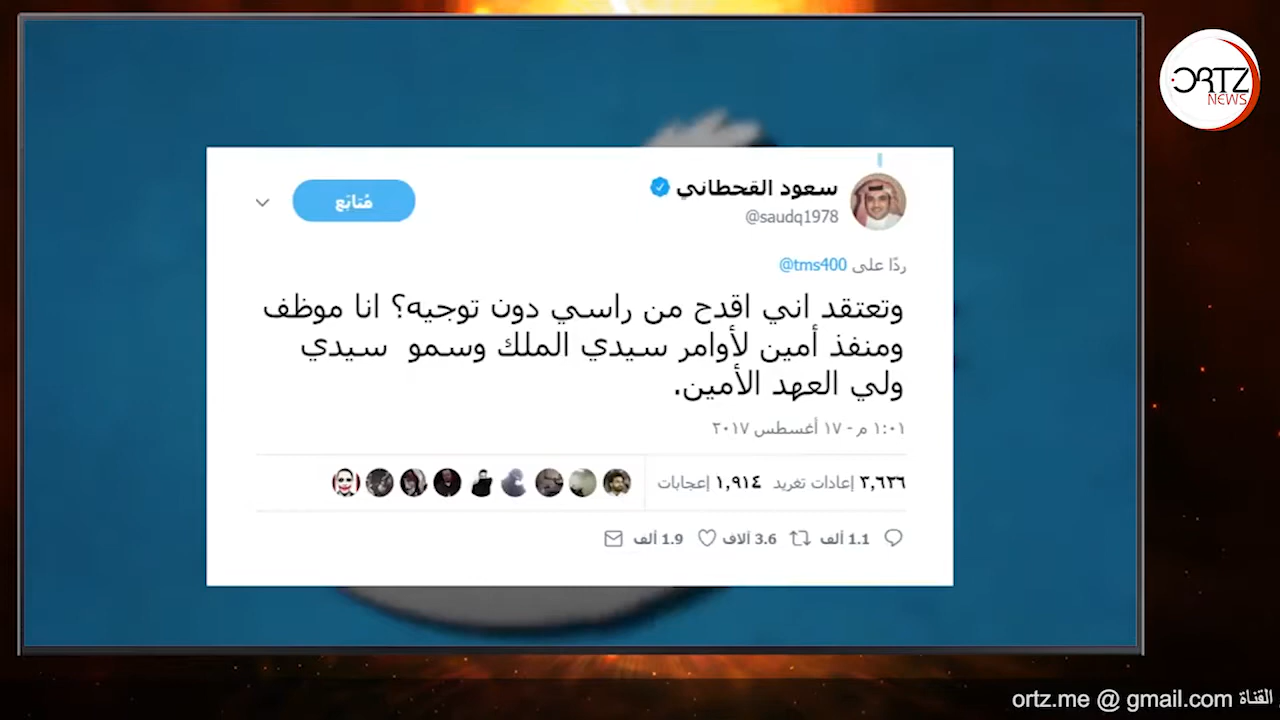 ORTZ
NEWS
سعود القحطاني
@saudq1978
مُتابَع
ردًا على @tms400
وتعتقد اني اقدح من راسي دون توجيه؟ انا موظف
ومنفذ أمين لأوامر سيدي الملك وسمو سيدي
ولي العهد الأمين.
١:٠١ م - ١٧ أغسطس ٢٠١٧
٣,٦٣٦ إعادات تغريد ١,٩١٤ إعجابات
1.1 ألف 3.6 آلاف 1.9 ألف
القناة ortz.me @ gmail.com